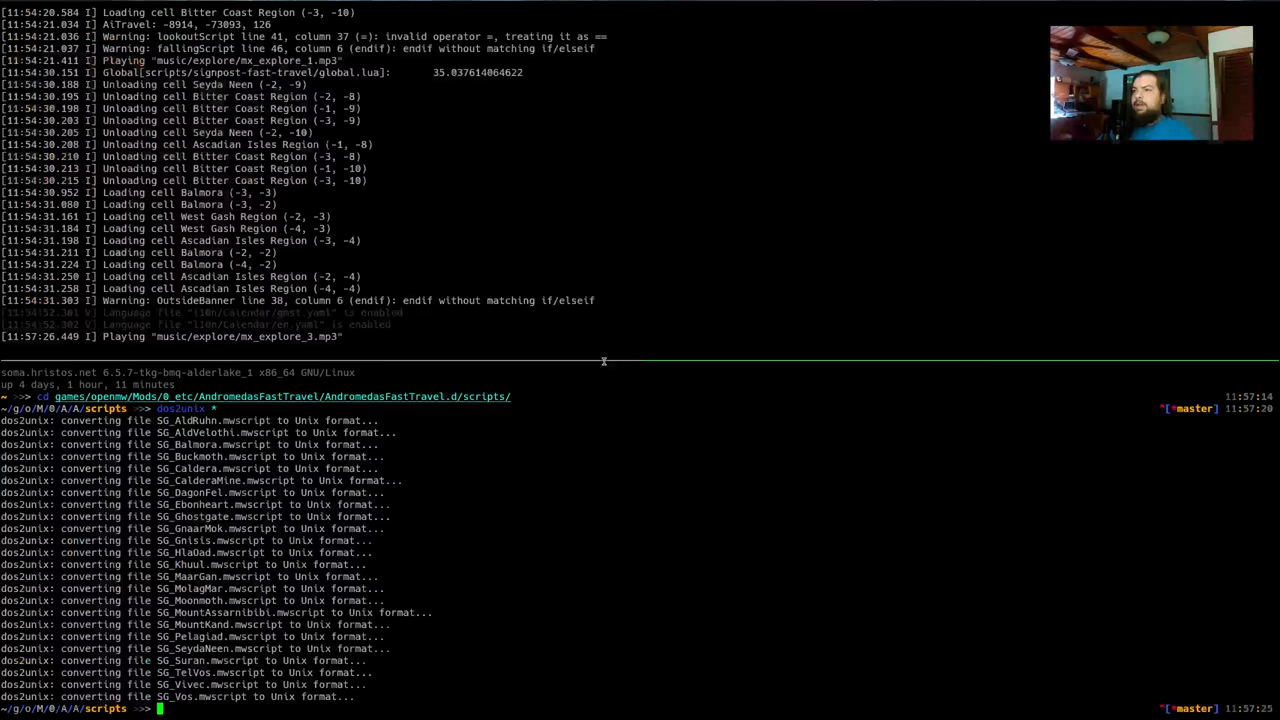 [11:54:20.584 I] Loading cell Bitter Coast Region (-3, -10)
[11:54:21.034 I] AiTravel: -8914, -73093, 126
[11:54:21.036 I] Warning: lookoutScript line 41, column 37 (=): invalid operator =, treating it as ==
[11:54:21.037 I] Warning: fallingScript line 46, column 6 (endif): endif without matching if/elseif
[11:54:21.411 I] Playing "music/explore/mx_explore_1.mp3"
[11:54:30.151 I] Global[scripts/signpost-fast-travel/global.lua]: 35.037614064622
[11:54:30.188 I] Unloading cell Seyda Neen (-2, -9)
[11:54:30.195 I] Unloading cell Bitter Coast Region (-2, -8)
[11:54:30.198 I] Unloading cell Bitter Coast Region (-1, -9)
[11:54:30.203 I] Unloading cell Bitter Coast Region (-3, -9)
[11:54:30.205 I] Unloading cell Seyda Neen (-2, -10)
[11:54:30.208 I] Unloading cell Ascadian Isles Region (-1, -8)
[11:54:30.210 I] Unloading cell Bitter Coast Region (-3, -8)
[11:54:30.213 I] Unloading cell Bitter Coast Region (-1, -10)
[11:54:30.215 I] Unloading cell Bitter Coast Region (-3, -10)
[11:54:30.952 I] Loading cell Balmora (-3, -3)
[11:54:31.080 I] Loading cell Balmora (-3, -2)
[11:54:31.161 I] Loading cell West Gash Region (-2, -3)
[11:54:31.184 I] Loading cell West Gash Region (-4, -3)
[11:54:31.198 I] Loading cell Ascadian Isles Region (-3, -4)
[11:54:31.211 I] Loading cell Balmora (-2, -2)
[11:54:31.224 I] Loading cell Balmora (-4, -2)
[11:54:31.250 I] Loading cell Ascadian Isles Region (-2, -4)
[11:54:31.258 I] Loading cell Ascadian Isles Region (-4, -4)
[11:54:31.303 I] Warning: OutsideBanner line 38, column 6 (endif): endif without matching if/elseif
[11:54:52.301 V] Language file "l10n/Calendar/gmst.yaml" is enabled
[11:54:52.302 V] Language file "l10n/Calendar/en.yaml" is enabled
[11:57:26.449 I] Playing "music/explore/mx_explore_3.mp3"
soma.hristos.net 6.5.7-tkg-bmq-alderlake_1 x86_64 GNU/Linux
up 4 days, 1 hour, 11 minutes
~ >>> cd games/openmw/Mods/0_etc/AndromedasFastTravel/AndromedasFastTravel.d/scripts/ 11:57:14
~/g/o/M/0/A/A/scripts >>> dos2unix * *[*master] 11:57:20
dos2unix: converting file SG_AldRuhn.mwscript to Unix format...
dos2unix: converting file SG_AldVelothi.mwscript to Unix format...
dos2unix: converting file SG_Balmora.mwscript to Unix format...
dos2unix: converting file SG_Buckmoth.mwscript to Unix format...
dos2unix: converting file SG_Caldera.mwscript to Unix format...
dos2unix: converting file SG_CalderaMine.mwscript to Unix format...
dos2unix: converting file SG_DagonFel.mwscript to Unix format...
dos2unix: converting file SG_Ebonheart.mwscript to Unix format...
dos2unix: converting file SG_Ghostgate.mwscript to Unix format...
dos2unix: converting file SG_GnaarMok.mwscript to Unix format...
dos2unix: converting file SG_Gnisis.mwscript to Unix format...
dos2unix: converting file SG_HlaOad.mwscript to Unix format...
dos2unix: converting file SG_Khuul.mwscript to Unix format...
dos2unix: converting file SG_MaarGan.mwscript to Unix format...
dos2unix: converting file SG_MolagMar.mwscript to Unix format...
dos2unix: converting file SG_Moonmoth.mwscript to Unix format...
dos2unix: converting file SG_MountAssarnibibi.mwscript to Unix format...
dos2unix: converting file SG_MountKand.mwscript to Unix format...
dos2unix: converting file SG_Pelagiad.mwscript to Unix format...
dos2unix: converting file SG_SeydaNeen.mwscript to Unix format...
dos2unix: converting file SG_Suran.mwscript to Unix format...
dos2unix: converting file SG_TelVos.mwscript to Unix format...
dos2unix: converting file SG_Vivec.mwscript to Unix format...
dos2unix: converting file SG_Vos.mwscript to Unix format...
~/g/o/M/0/A/A/scripts >>> *[*master] 11:57:25